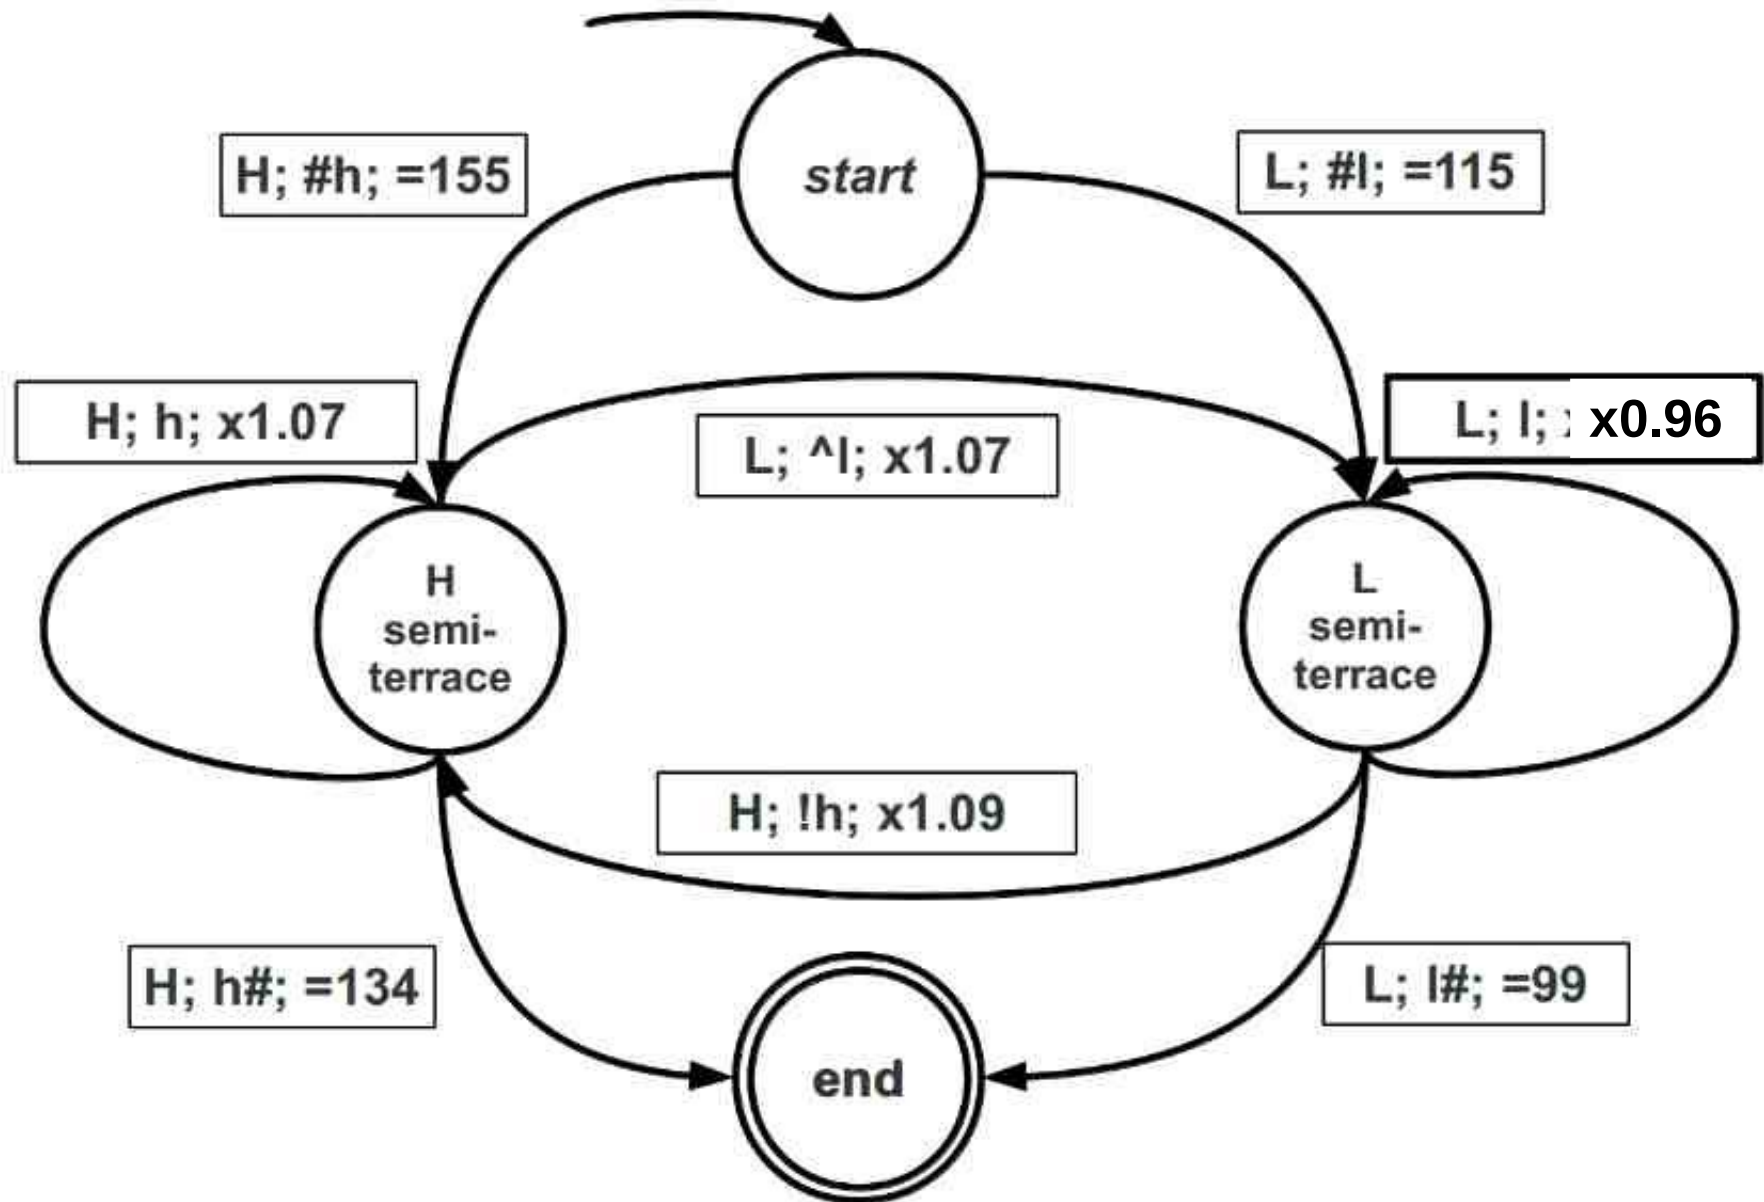 start
H; #h; =155
L; #l; =115
H; h; x1.07
L; ^l; x1.07
L; l; x0.96
H
semi-
terrace
L
semi-
terrace
H; !h; x1.09
H; h#; =134
L; l#; =99
end